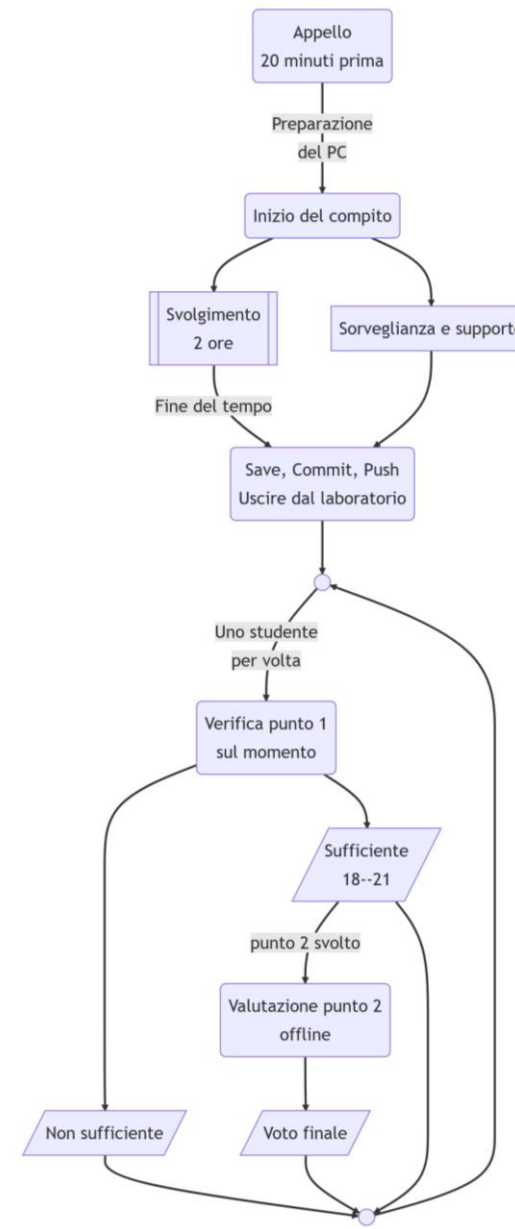 Appello
20 minuti prima
Preparazione
del PC
Inizio del compito
Svolgimento
2 ore
Sorveglianza e support
Fine del tempo
Save, Commit, Push
Uscire dal laboratorio
Uno studente
per volta
Verifica punto 1
sul momento
Sufficiente
18--21
punto 2 svolto
Valutazione punto 2
offline
Non sufficiente
Voto finale